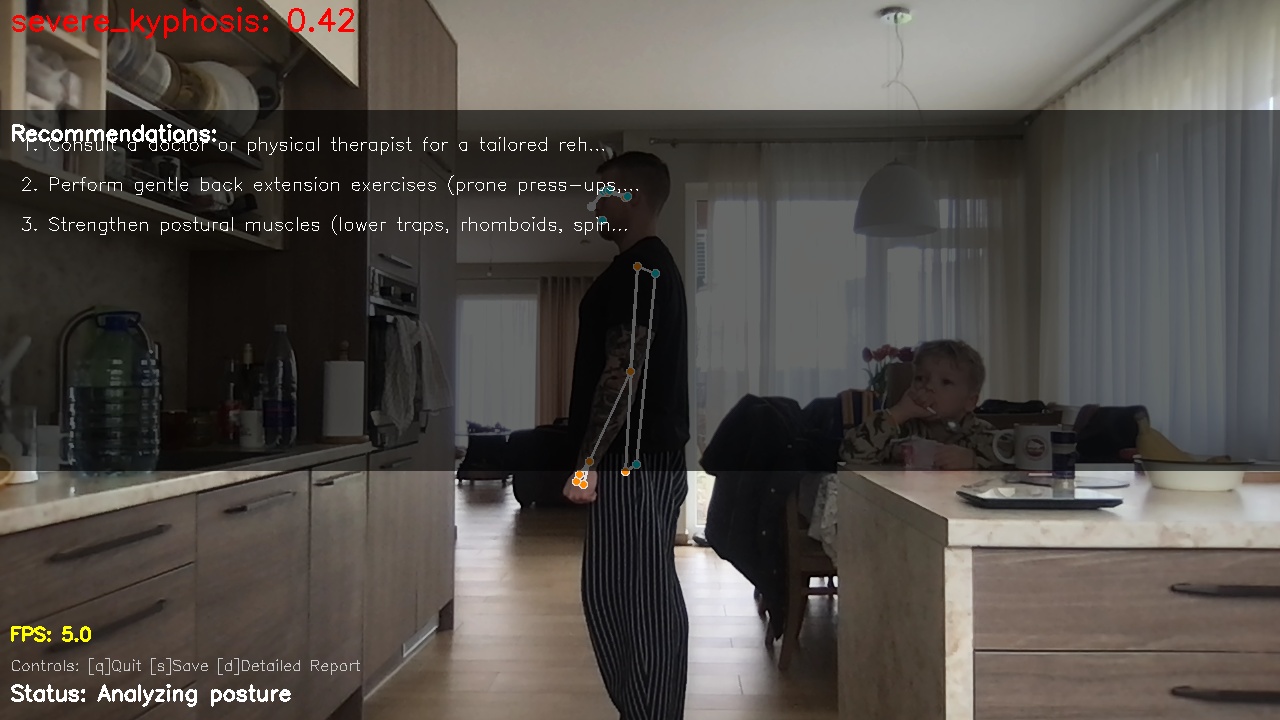 severe_kyphosis: 0.42
Recommendations:
1. Consult a doctor or physical therapist for a tailored reh...
2. Perform gentle back extension exercises (prone press-ups,...
3. Strengthen postural muscles (lower traps, rhomboids, spin...
FPS: 5.0
Controls: [q]Quit [s]Save [d]Detailed Report
Status: Analyzing posture